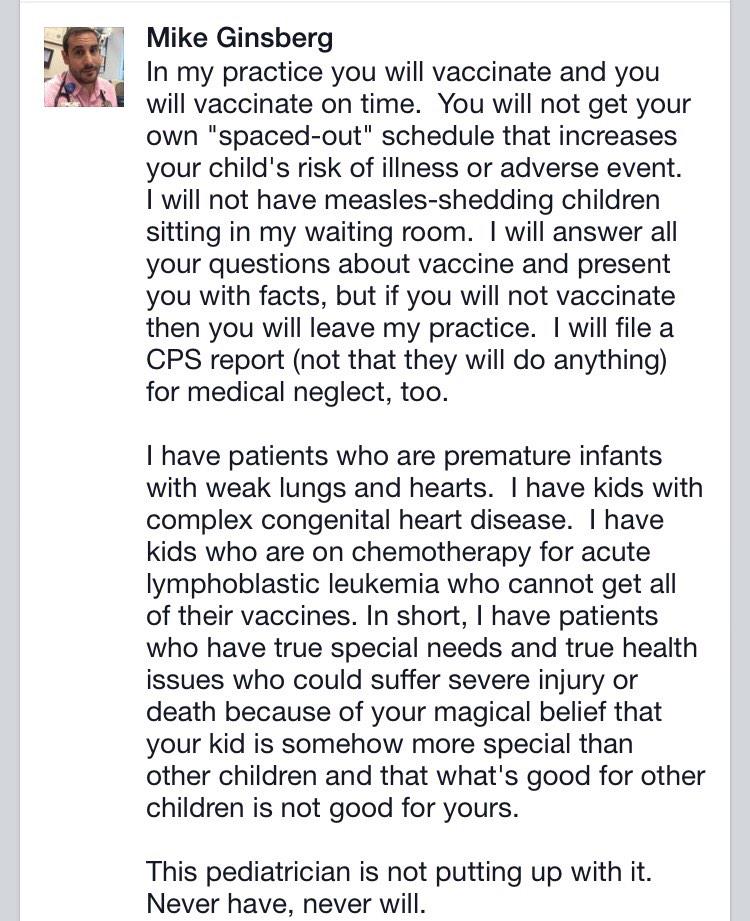 Mike Ginsberg
In my practice you will vaccinate and you
will vaccinate on time.  You will not get your
own "spaced-out" schedule that increases
your child's risk of illness or adverse event.
I will not have measles-shedding children
sitting in my waiting room.  I will answer all
your questions about vaccine and present
you with facts, but if you will not vaccinate
then you will leave my practice.  I will file a
CPS report (not that they will do anything)
for medical neglect, too.

I have patients who are premature infants
with weak lungs and hearts.  I have kids with
complex congenital heart disease.  I have
kids who are on chemotherapy for acute
lymphoblastic leukemia who cannot get all
of their vaccines. In short, I have patients
who have true special needs and true health
issues who could suffer severe injury or
death because of your magical belief that
your kid is somehow more special than
other children and that what's good for other
children is not good for yours.

This pediatrician is not putting up with it.
Never have, never will.